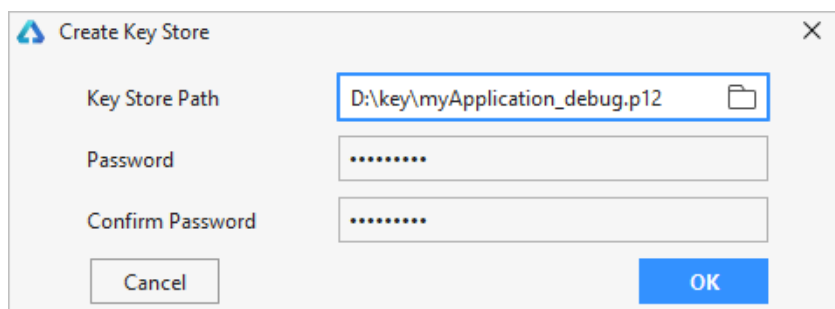 Create Key Store
Key Store Path D:\key\myApplication_debug.p12
Password •••••••••
Confirm Password •••••••••
Cancel OK